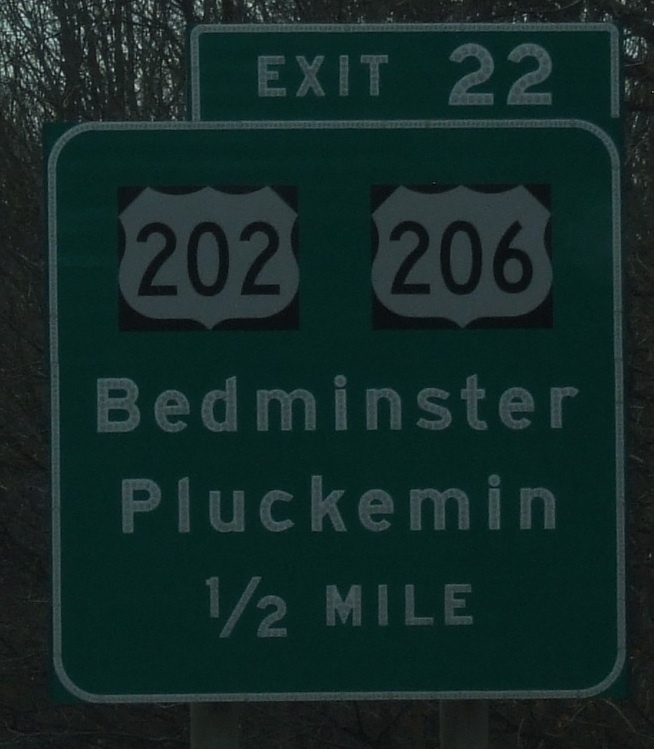 EXIT 22
202 206
Bedminster
Pluckemin
1/2 MILE